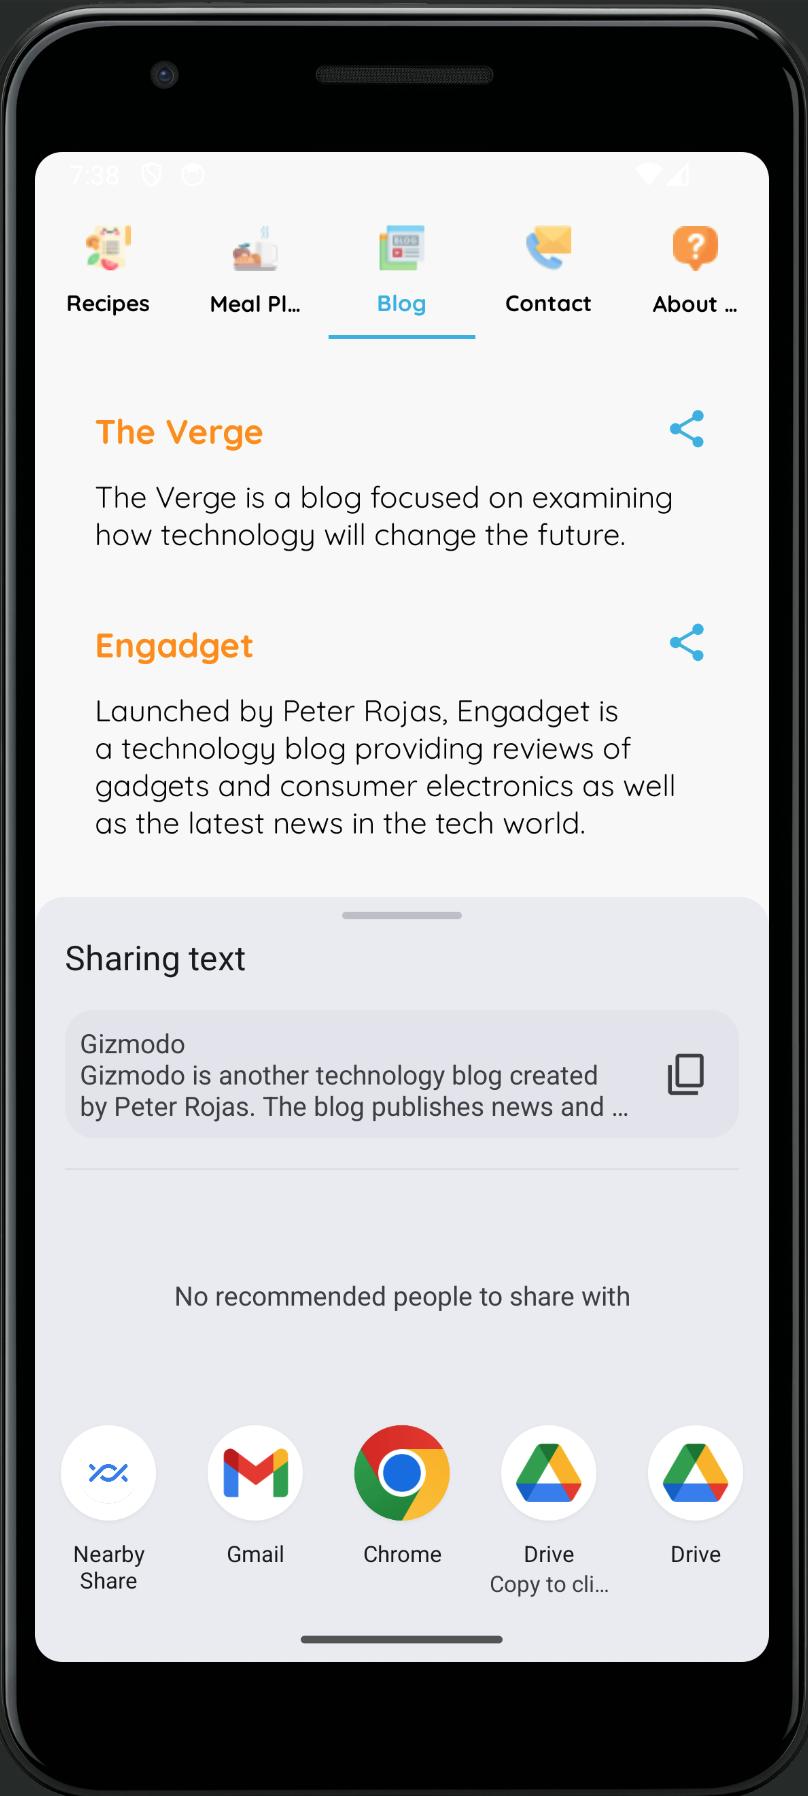 7:38
Recipes
Meal Pl...
BLOG
Blog
Contact
?
About ...
The Verge
The Verge is a blog focused on examining
how technology will change the future.
Engadget
Launched by Peter Rojas, Engadget is
a technology blog providing reviews of
gadgets and consumer electronics as well
as the latest news in the tech world.
Sharing text
Gizmodo
Gizmodo is another technology blog created
by Peter Rojas. The blog publishes news and ...
No recommended people to share with
Nearby
Share
Gmail
Chrome
Drive
Copy to cli...
Drive